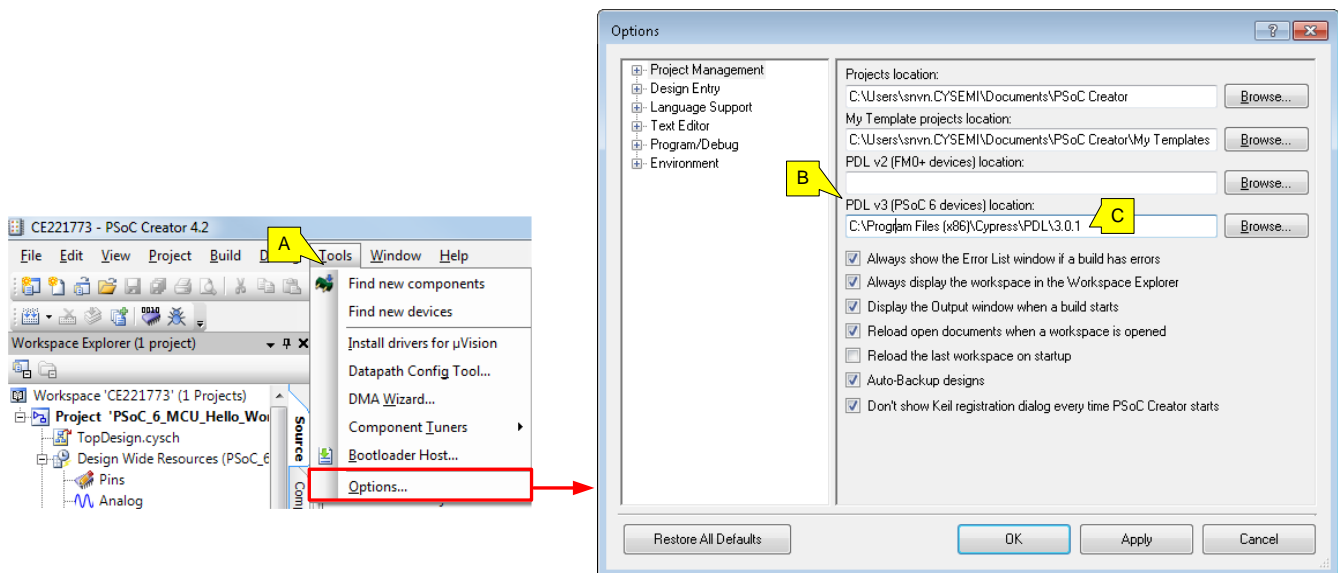 CE221773 - PSoC Creator 4.2
File Edit View Project Build D Tools Window Help
A
Find new components
Find new devices
Install drivers for µVision
Datapath Config Tool...
DMA Wizard...
Component Tuners
Bootloader Host...
Options...
Workspace Explorer (1 project)
Workspace 'CE221773' (1 Projects)
Project 'PSoC_6_MCU_Hello_Wor
TopDesign.cysch
Design Wide Resources (PSoC_6
Pins
Analog
Source
Com
Options
Project Management
Design Entry
Language Support
Text Editor
Program/Debug
Environment
Projects location:
C:\Users\snvn.CYSEMI\Documents\PSoC Creator Browse...
My Template projects location:
C:\Users\snvn.CYSEMI\Documents\PSoC Creator\My Templates Browse...
PDL v2 (FM0+ devices) location:
Browse...
B
PDL v3 (PSoC 6 devices) location:
C:\Program Files (x86)\Cypress\PDL\3.0.1 Browse...
C
Always show the Error List window if a build has errors
Always display the workspace in the Workspace Explorer
Display the Output window when a build starts
Reload open documents when a workspace is opened
Reload the last workspace on startup
Auto-Backup designs
Don't show Keil registration dialog every time PSoC Creator starts
Restore All Defaults OK Apply Cancel